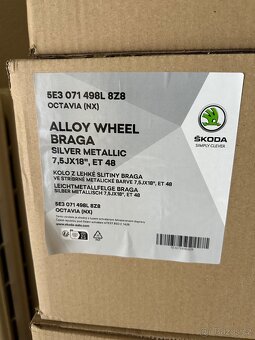 5E3 071 498L 8Z8
OCTAVIA (NX)
ALLOY WHEEL
BRAGA
SILVER METALLIC
7,5JX18", ET 48
ŠKODA
SIMPLY CLEVER
KOLO Z LEHKÉ SLITINY BRAGA
VE STŘÍBRNÉ METALICKÉ BARVĚ 7,5JX18", ET 48
LEICHTMETALLFELGE BRAGA
SILBER METALLISCH 7,5JX18", ET 48
5E3 071 498L 8Z8
OCTAVIA (NX)